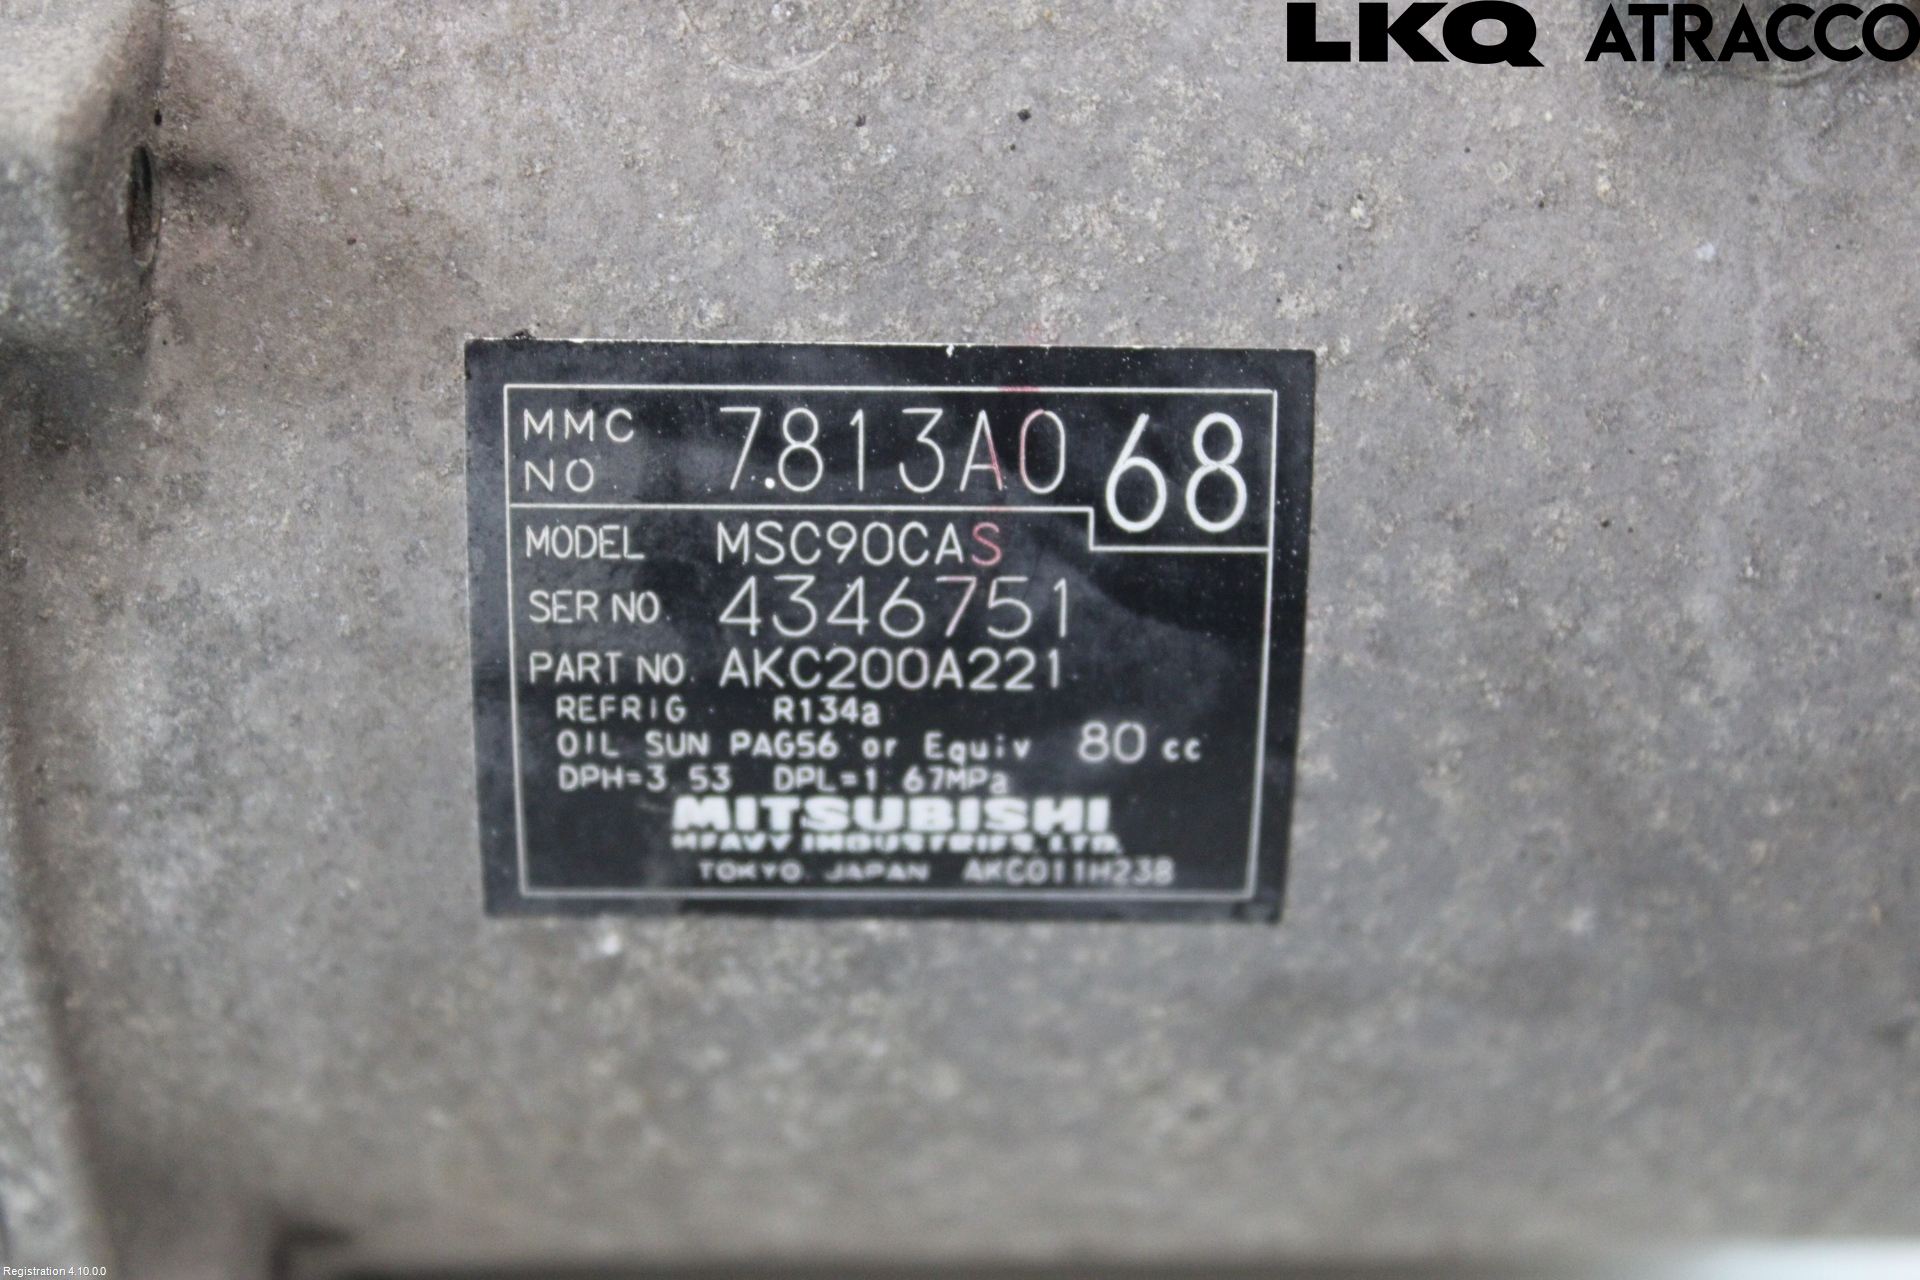 LKQ ATRACCO
MMC NO 7813A068
MODEL MSC90CAS
SER NO. 4346751
PART NO. AKC200A221
REFRIG R134a
OIL SUN PAG56 or Equiv 80 cc
DPH=3.53 DPL=1.67MPa
MITSUBISHI
HEAVY INDUSTRIES, LTD.
TOKYO JAPAN AKC011H238
Registration 4.10.0.0